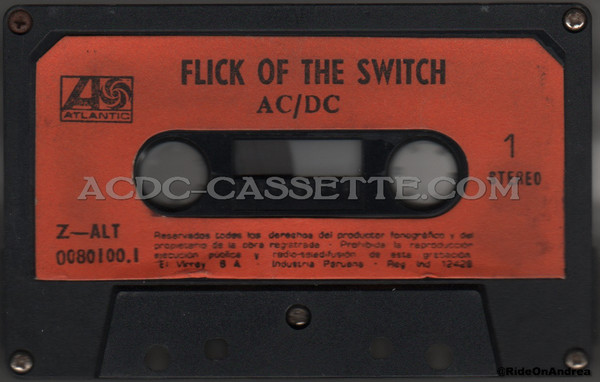 FLICK OF THE SWITCH
AC/DC
ATLANTIC
1
STEREO
ACDC-CASSETTE.COM
Z-ALT
0080100.1
Reservados todos los derechos del productor fonográfico y del
propietario de la obra registrada - Prohibida la reproducción
ejecución pública y radio-teledifusión de esta grabación
"El Virrey" S A - Industria Peruana - Reg Ind 12428
@RideOnAndrea